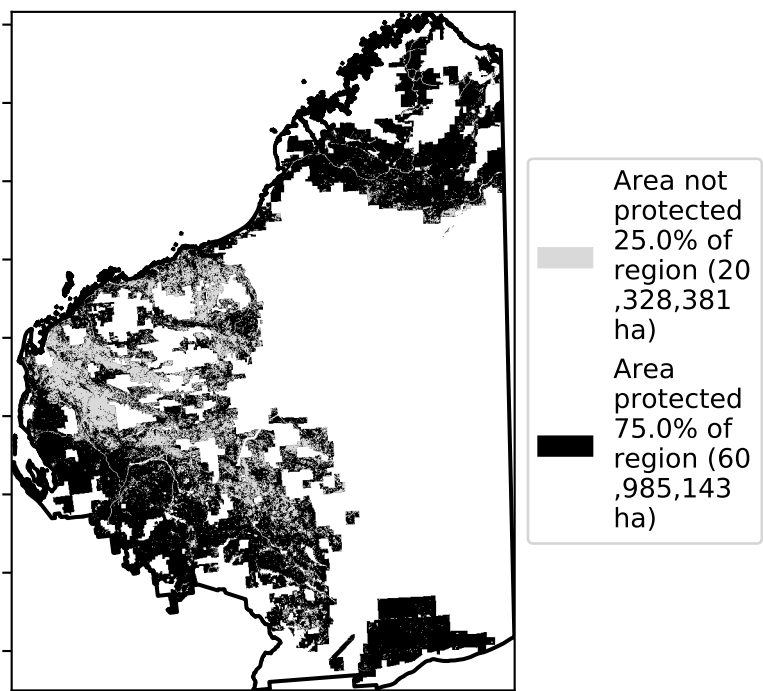 Area not
protected
25.0% of
region (20
,328,381
ha)
Area
protected
75.0% of
region (60
,985,143
ha)